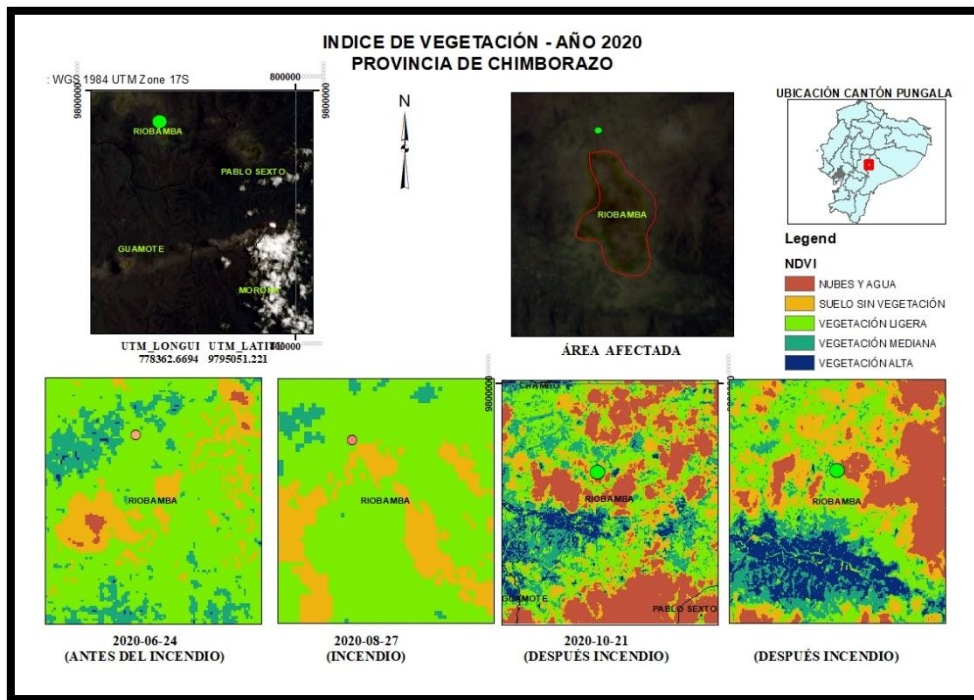 INDICE DE VEGETACIÓN - AÑO 2020
PROVINCIA DE CHIMBORAZO
: WGS 1984 UTM Zone 17S
800000
800000
9800000
9800000
RIOBAMBA
PABLO SEXTO
GUAMOTE
MORONA
UTM_LONGUI UTM_LATITU
778362.6694 9795051.221
N
RIOBAMBA
ÁREA AFECTADA
UBICACIÓN CANTÓN PUNGALA
Legend
NDVI
NUBES Y AGUA
SUELO SIN VEGETACIÓN
VEGETACIÓN LIGERA
VEGETACIÓN MEDIANA
VEGETACIÓN ALTA
RIOBAMBA
2020-06-24
(ANTES DEL INCENDIO)
RIOBAMBA
2020-08-27
(INCENDIO)
9800000
CHAMBO
RIOBAMBA
GUAMOTE
PABLO SEXTO
2020-10-21
(DESPUÉS INCENDIO)
RIOBAMBA
(DESPUÉS INCENDIO)